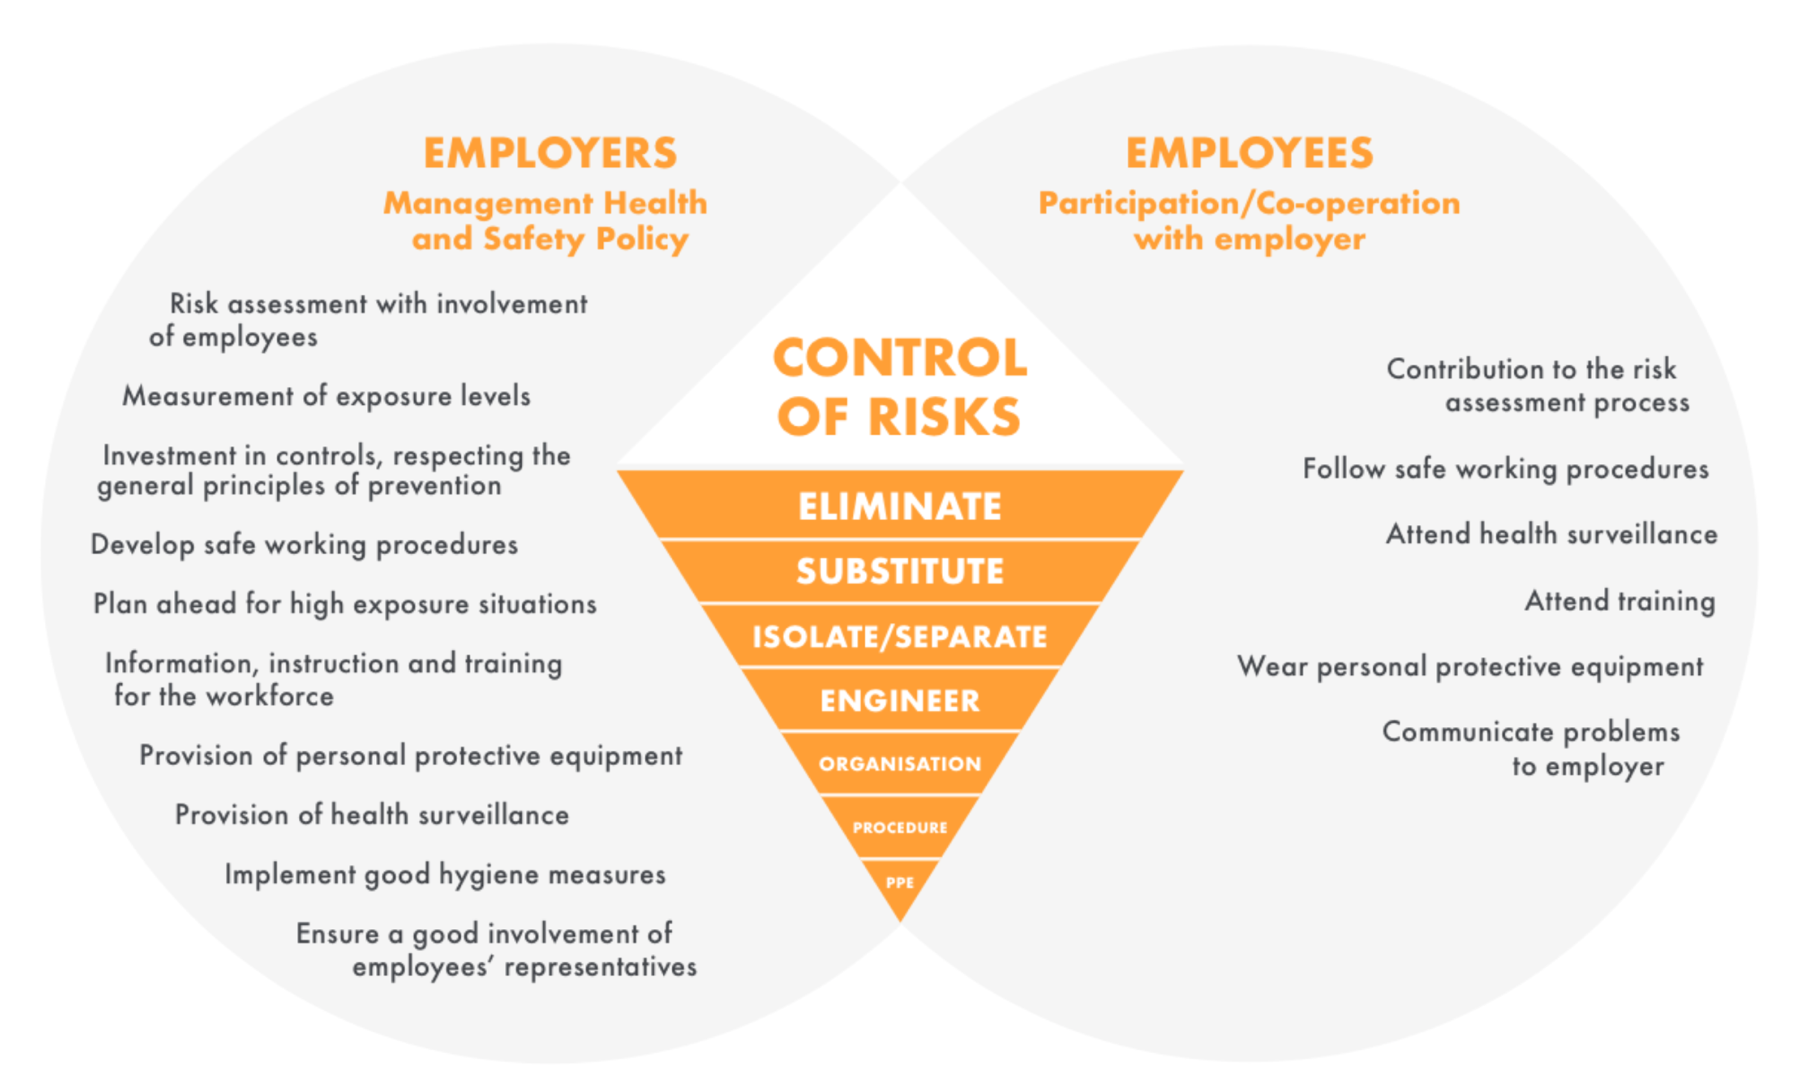 EMPLOYERS
Management Health
and Safety Policy
Risk assessment with involvement
of employees
Measurement of exposure levels
Investment in controls, respecting the
general principles of prevention
Develop safe working procedures
Plan ahead for high exposure situations
Information, instruction and training
for the workforce
Provision of personal protective equipment
Provision of health surveillance
Implement good hygiene measures
Ensure a good involvement of
employees’ representatives
CONTROL
OF RISKS
ELIMINATE
SUBSTITUTE
ISOLATE/SEPARATE
ENGINEER
ORGANISATION
PROCEDURE
PPE
EMPLOYEES
Participation/Co-operation
with employer
Contribution to the risk
assessment process
Follow safe working procedures
Attend health surveillance
Attend training
Wear personal protective equipment
Communicate problems
to employer